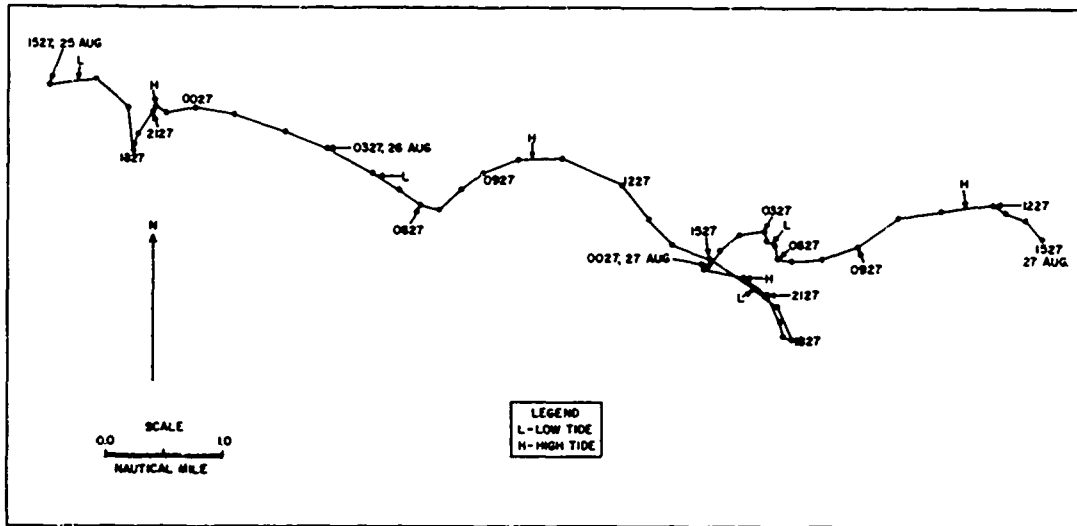 1527, 25 AUG
L
H
0027
2127
1827
0327, 26 AUG
L
0627
0927
H
1227
1527
0327
L
0627
0027, 27 AUG
H
L
2127
1827
0927
H
1227
1527
27 AUG.
N
SCALE
0.0 1.0
NAUTICAL MILE
LEGEND
L-LOW TIDE
H-HIGH TIDE